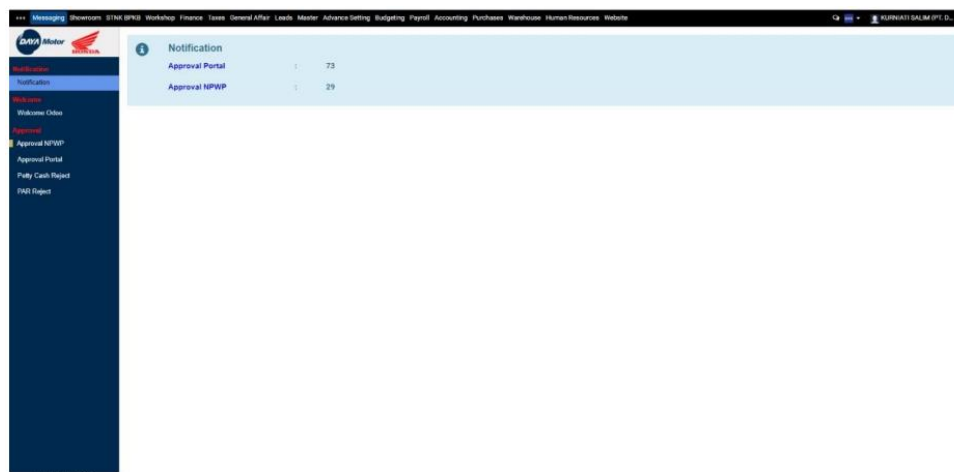 Messaging Showroom STNK BPKB Workshop Finance Taxes General Affair Leads Master Advance Setting Budgeting Payroll Accounting Purchases Warehouse Human Resources Website KURNIATI SALIM (PT. D...
DAYA Motor HONDA
Notification
Notification
Welcome
Welcome Odoo
Approval
Approval NPWP
Approval Portal
Petty Cash Reject
PAR Reject
Notification
Approval Portal : 73
Approval NPWP : 29